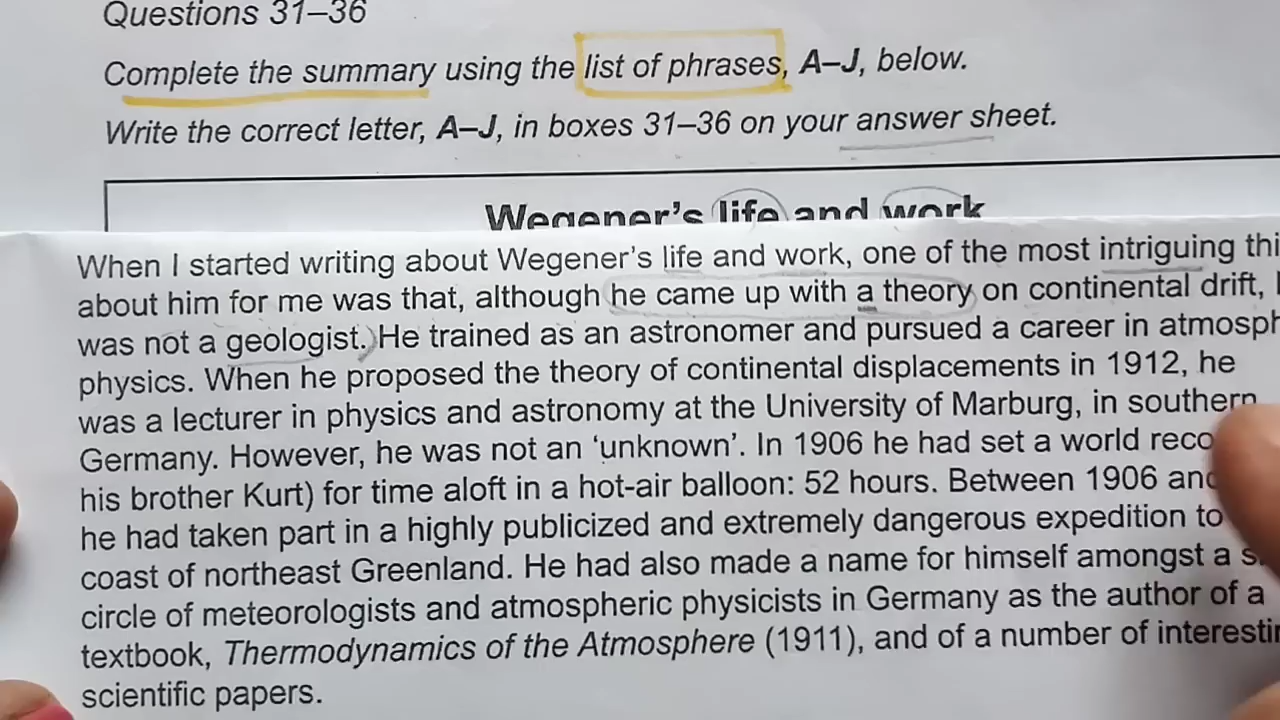 Questions 31–36
Complete the summary using the list of phrases, A–J, below.
Write the correct letter, A–J, in boxes 31–36 on your answer sheet.
Wegener's life and work
When I started writing about Wegener's life and work, one of the most intriguing
about him for me was that, although he came up with a theory on continental drift,
was not a geologist. He trained as an astronomer and pursued a career in
physics. When he proposed the theory of continental displacements in 1912, he
was a lecturer in physics and astronomy at the University of Marburg, in southern
Germany. However, he was not an ‘unknown’. In 1906 he had set a world
his brother Kurt) for time aloft in a hot-air balloon: 52 hours. Between 1906
he had taken part in a highly publicized and extremely dangerous expedition to
coast of northeast Greenland. He had also made a name for himself amongst a
circle of meteorologists and atmospheric physicists in Germany as the author of a
textbook, Thermodynamics of the Atmosphere (1911), and of a number of
scientific papers.